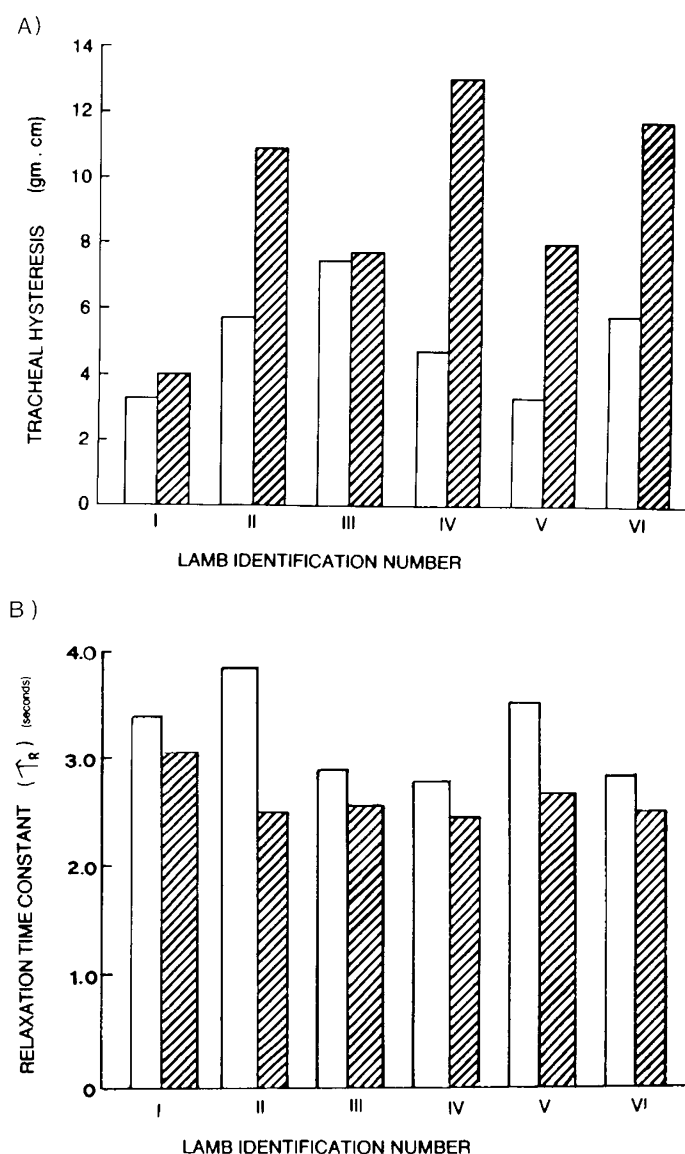 A)
14
12
10
8
6
4
2
0
TRACHEAL HYSTERESIS (gm . cm)
I II III IV V VI
LAMB IDENTIFICATION NUMBER
B)
4.0
3.0
2.0
1.0
0
RELAXATION TIME CONSTANT (τR) (seconds)
I II III IV V VI
LAMB IDENTIFICATION NUMBER